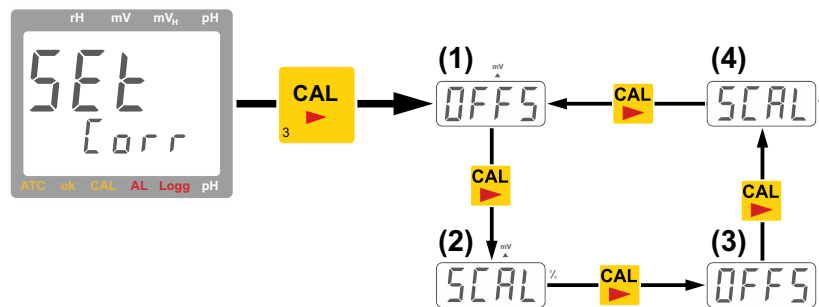 rH mV mVH pH
SEt
Corr
ATC ok CAL AL Logg pH
CAL
3
(1)
mV
OFFS
CAL
(4)
SCAL
CAL
(2)
mV
SCAL %
CAL
(3)
OFFS
CAL